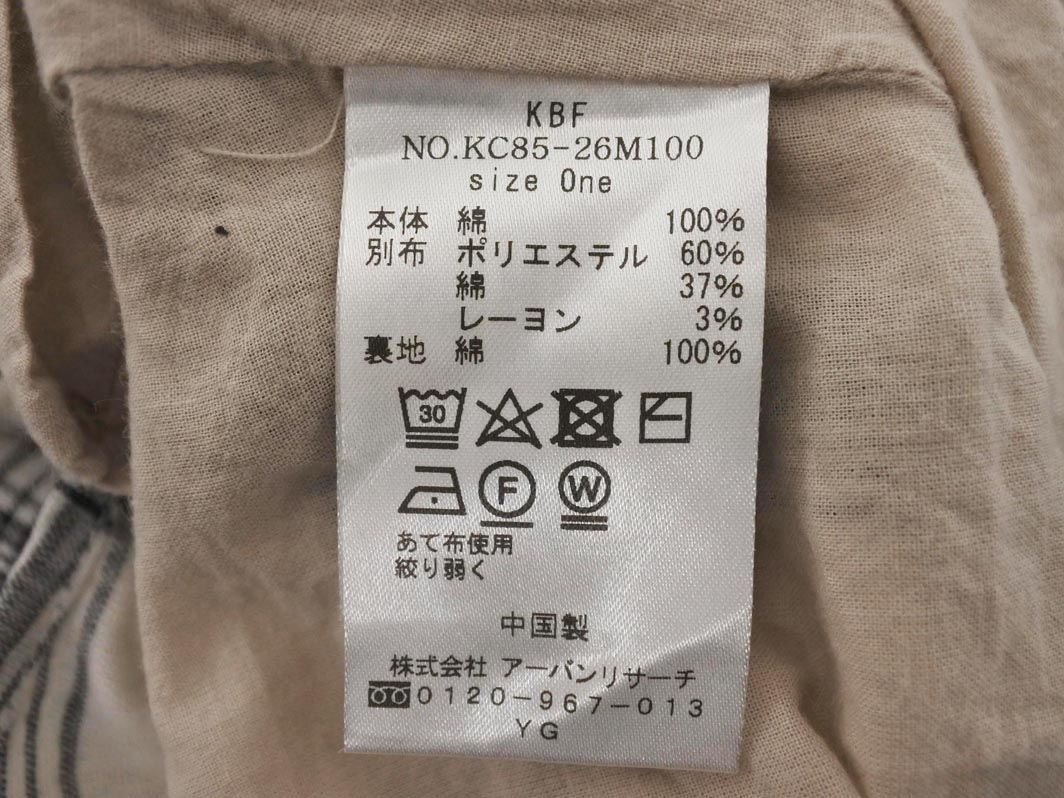 KBF
NO.KC85-26M100
size One
本体 綿 100%
別布 ポリエステル 60%
綿 37%
レーヨン 3%
裏地 綿 100%
30
F W
あて布使用
絞り弱く
中国製
株式会社 アーバンリサーチ
0120-967-013
YG